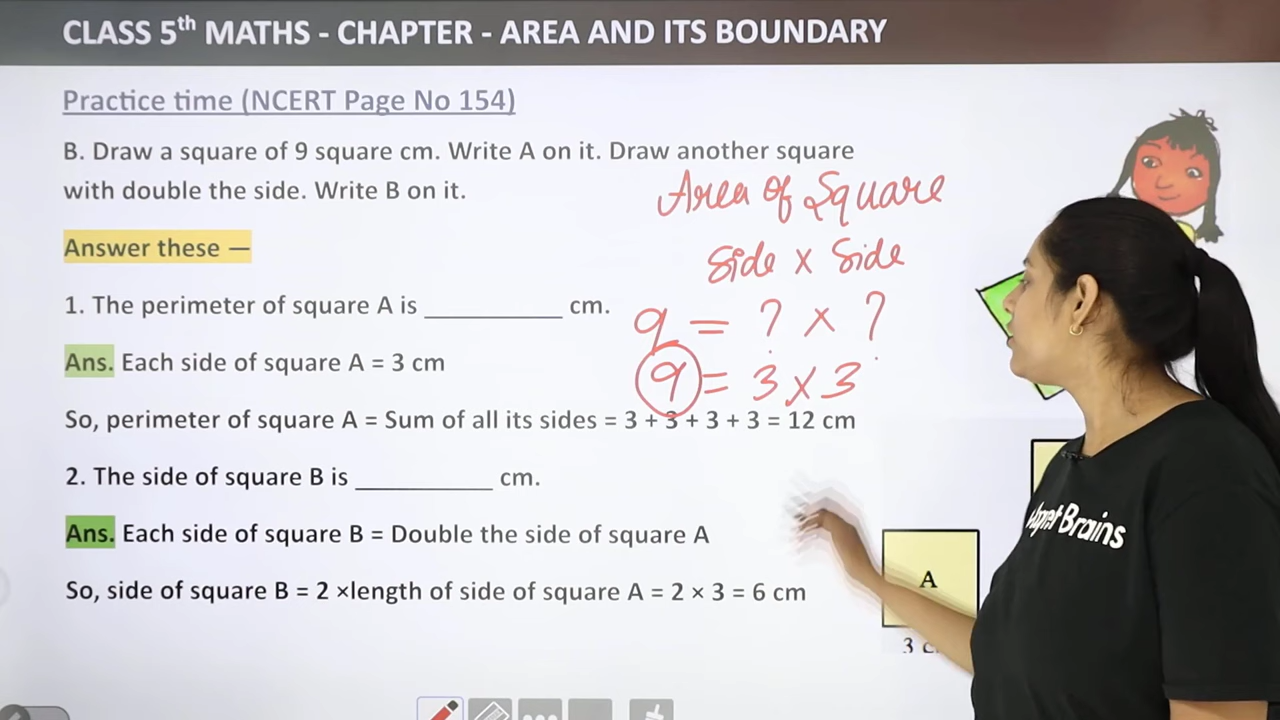 CLASS 5th MATHS - CHAPTER - AREA AND ITS BOUNDARY
Practice time (NCERT Page No 154)
B. Draw a square of 9 square cm. Write A on it. Draw another square
with double the side. Write B on it.
Area of Square
Side x Side
Answer these —
1. The perimeter of square A is __________ cm.
9 = ? x ?
Ans. Each side of square A = 3 cm
9 = 3 x 3
So, perimeter of square A = Sum of all its sides = 3 + 3 + 3 + 3 = 12 cm
2. The side of square B is __________ cm.
Ans. Each side of square B = Double the side of square A
So, side of square B = 2 ×length of side of square A = 2 × 3 = 6 cm
A
3
Brains